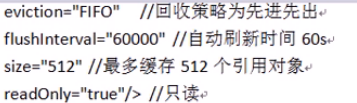 eviction="FIFO" //回收策略为先进先出
flushInterval="60000" //自动刷新时间 60s
size="512" //最多缓存 512 个引用对象
readOnly="true"/> //只读